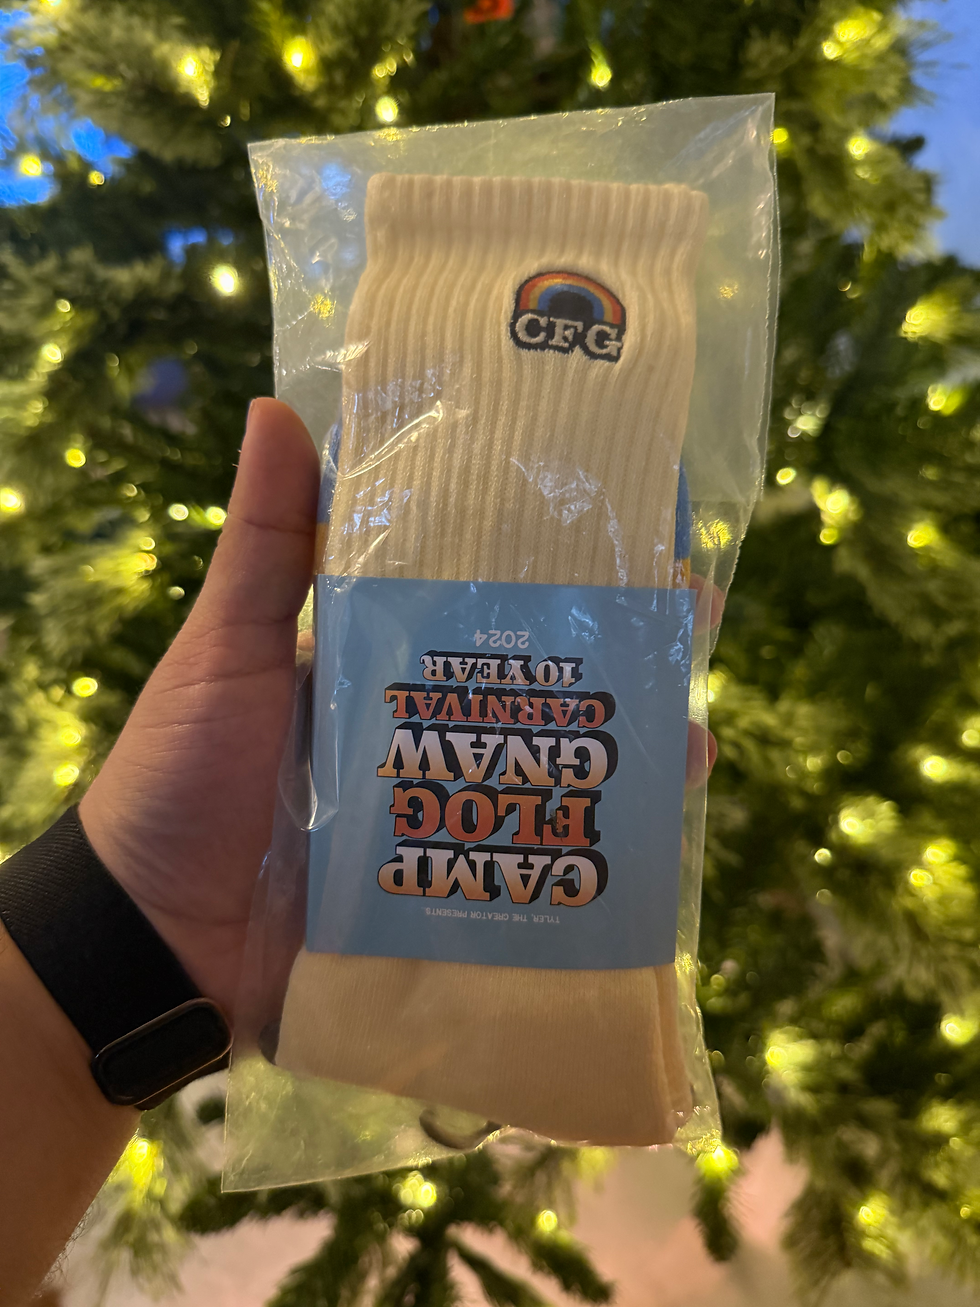 CFG
TYLER, THE CREATOR PRESENTS.
CAMP
FLOG
GNAW
CARNIVAL
10 YEAR
2024